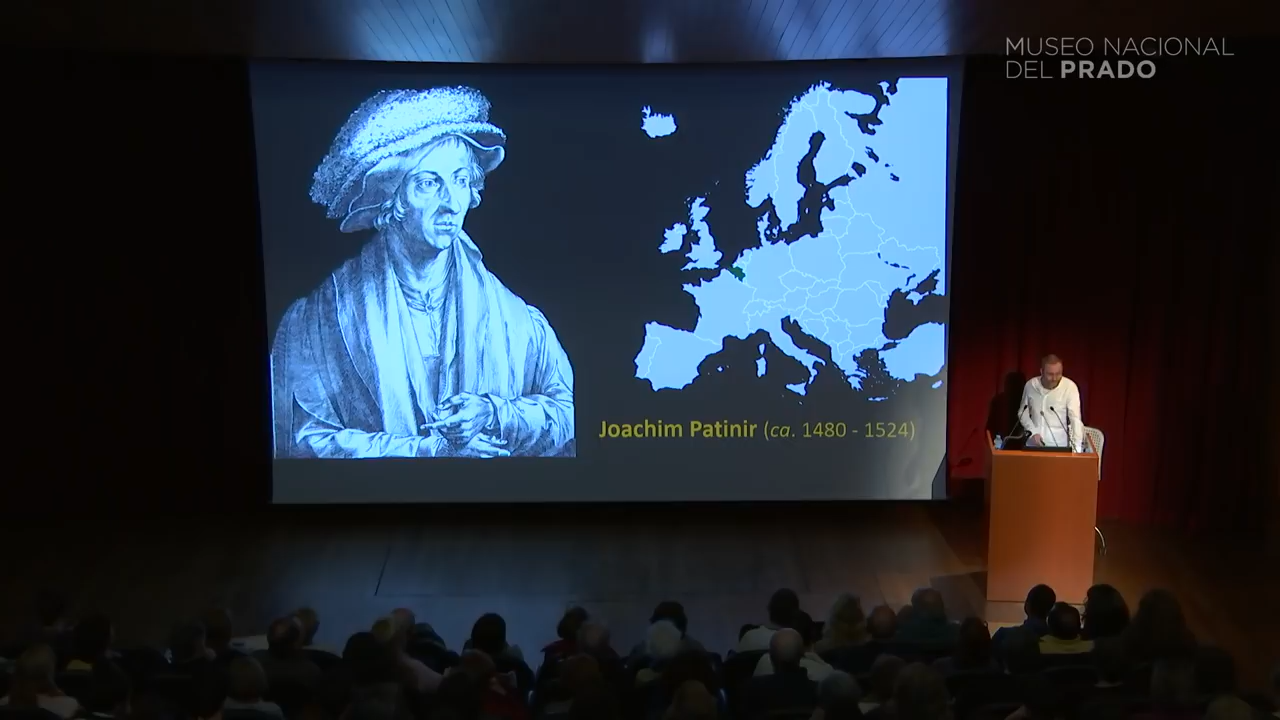 MUSEO NACIONAL
DEL PRADO
Joachim Patinir (ca. 1480 - 1524)